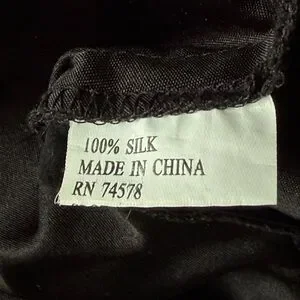 100% SILK
MADE IN CHINA
RN 74578